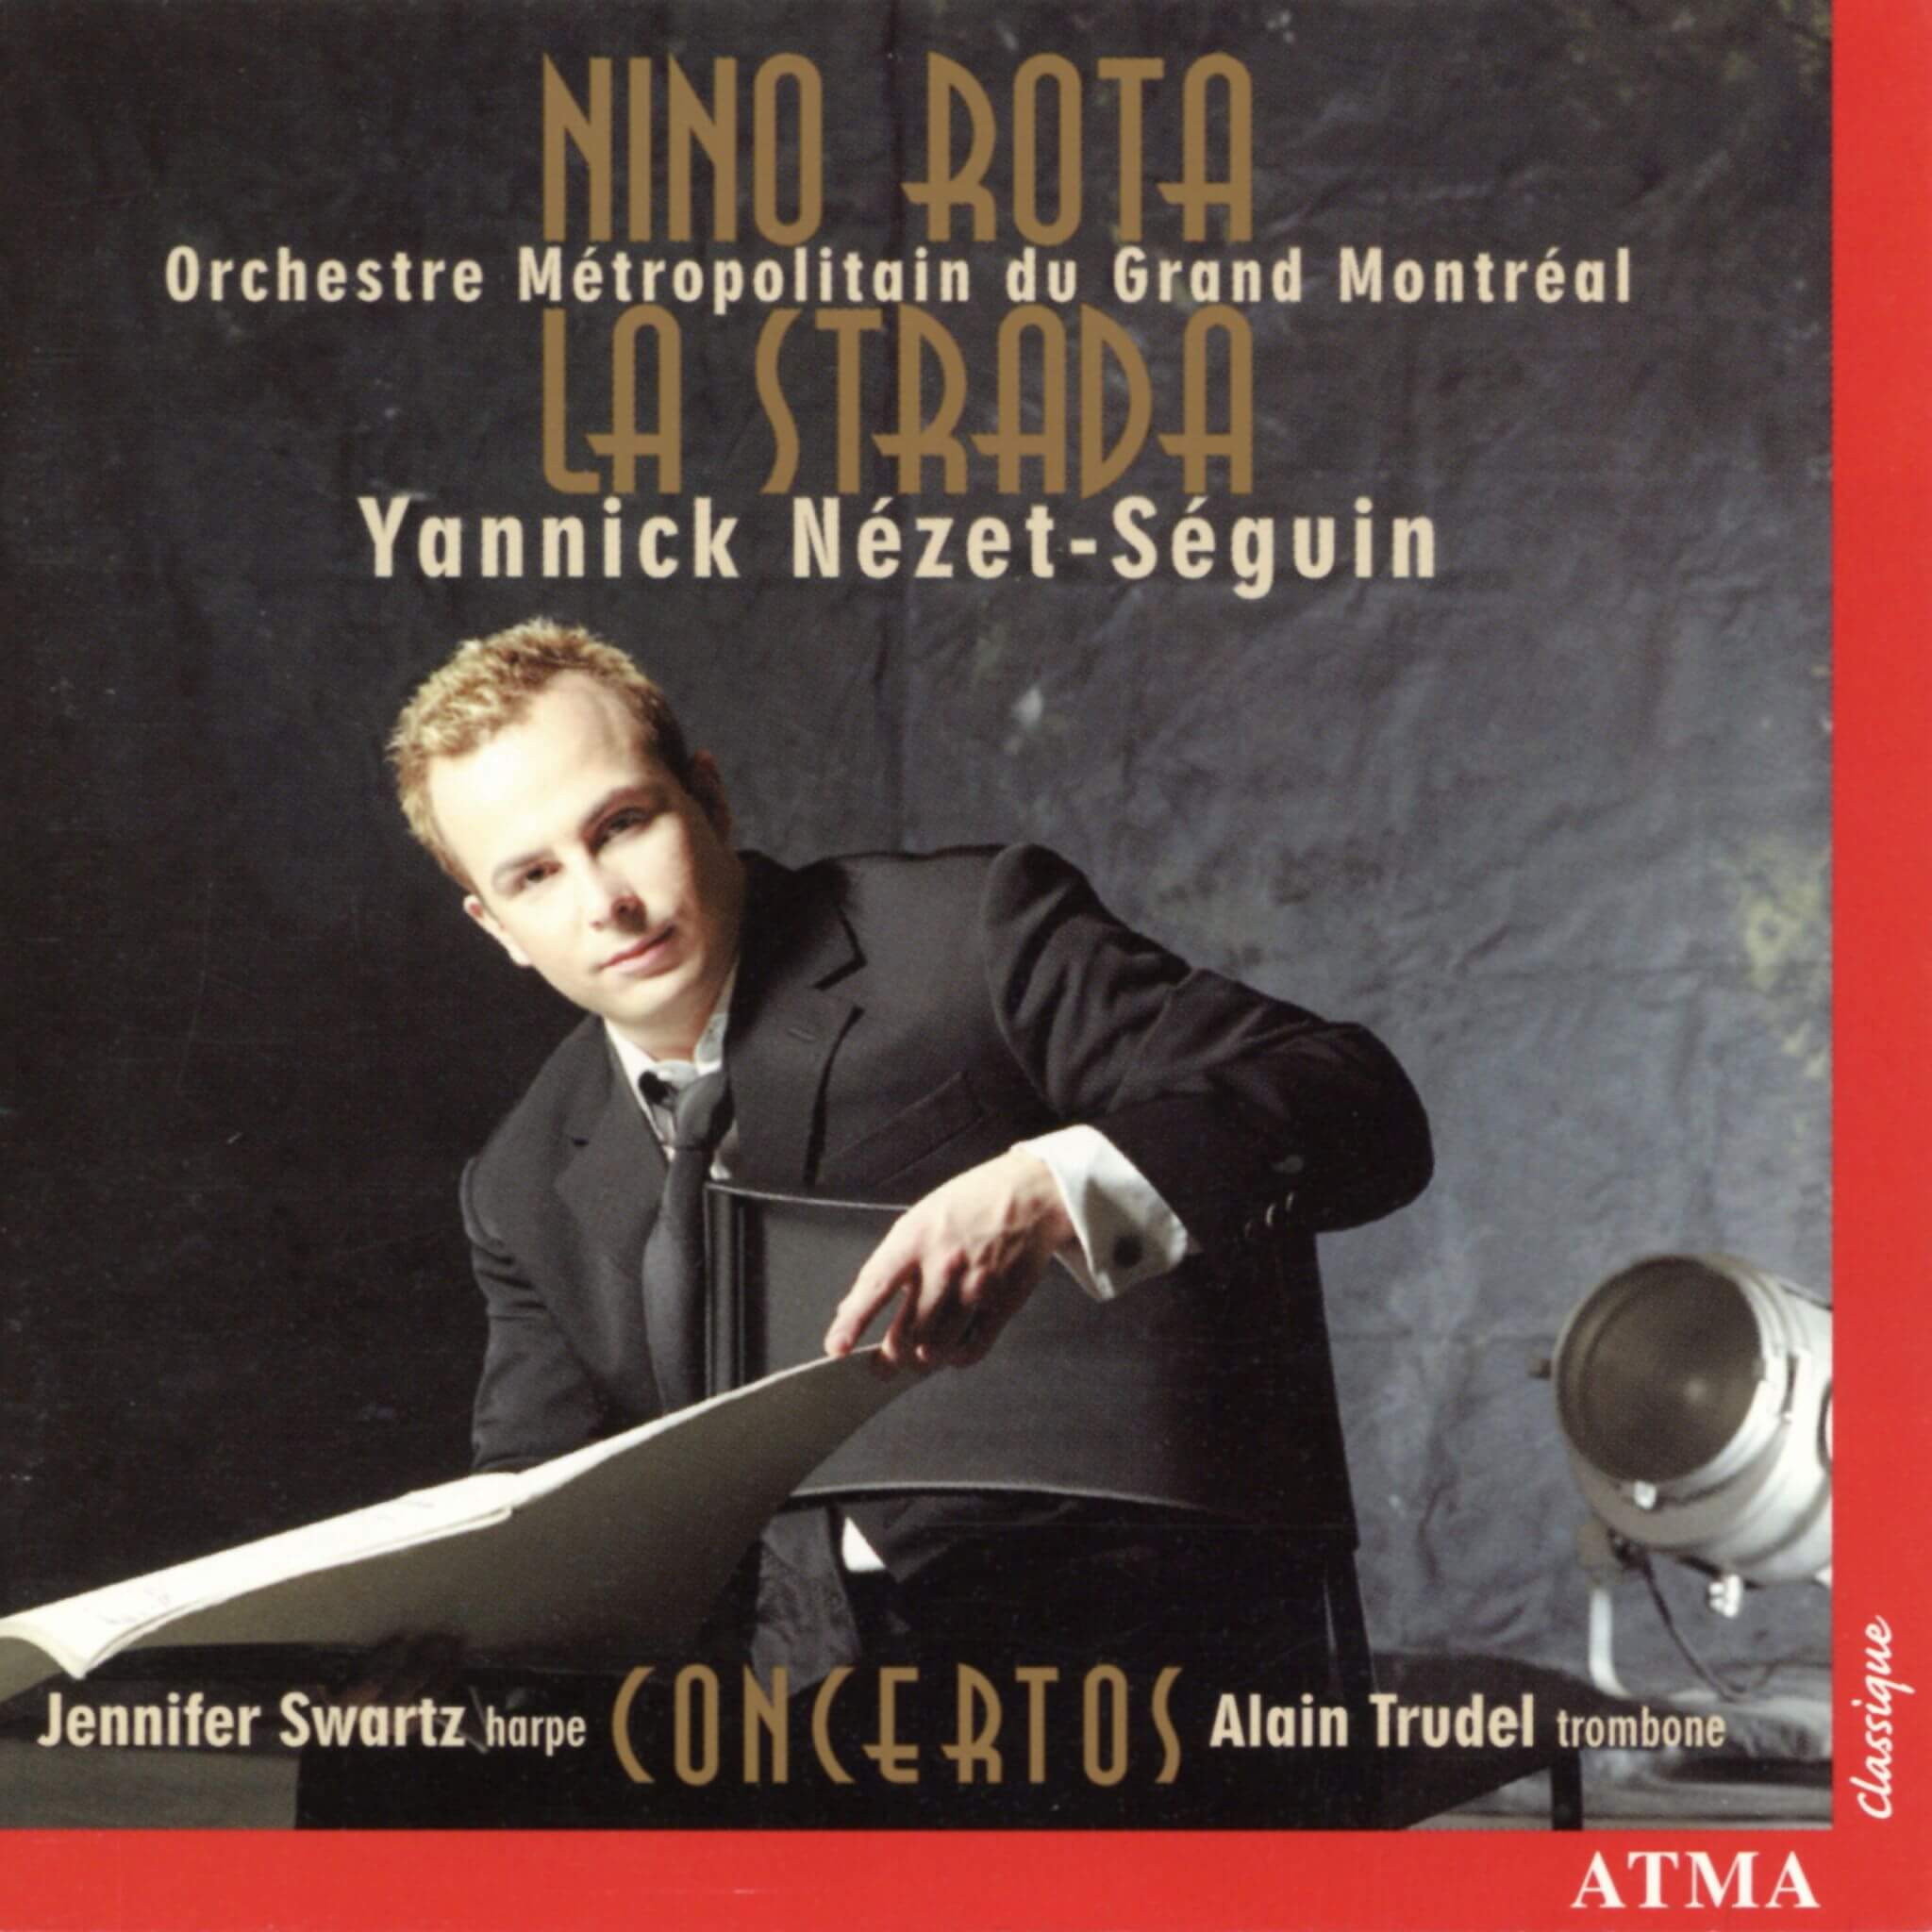 NINO ROTA
Orchestre Métropolitain du Grand Montréal
LA STRADA
Yannick Nézet-Séguin
Jennifer Swartz harpe CONCERTOS Alain Trudel trombone
Classique
ATMA